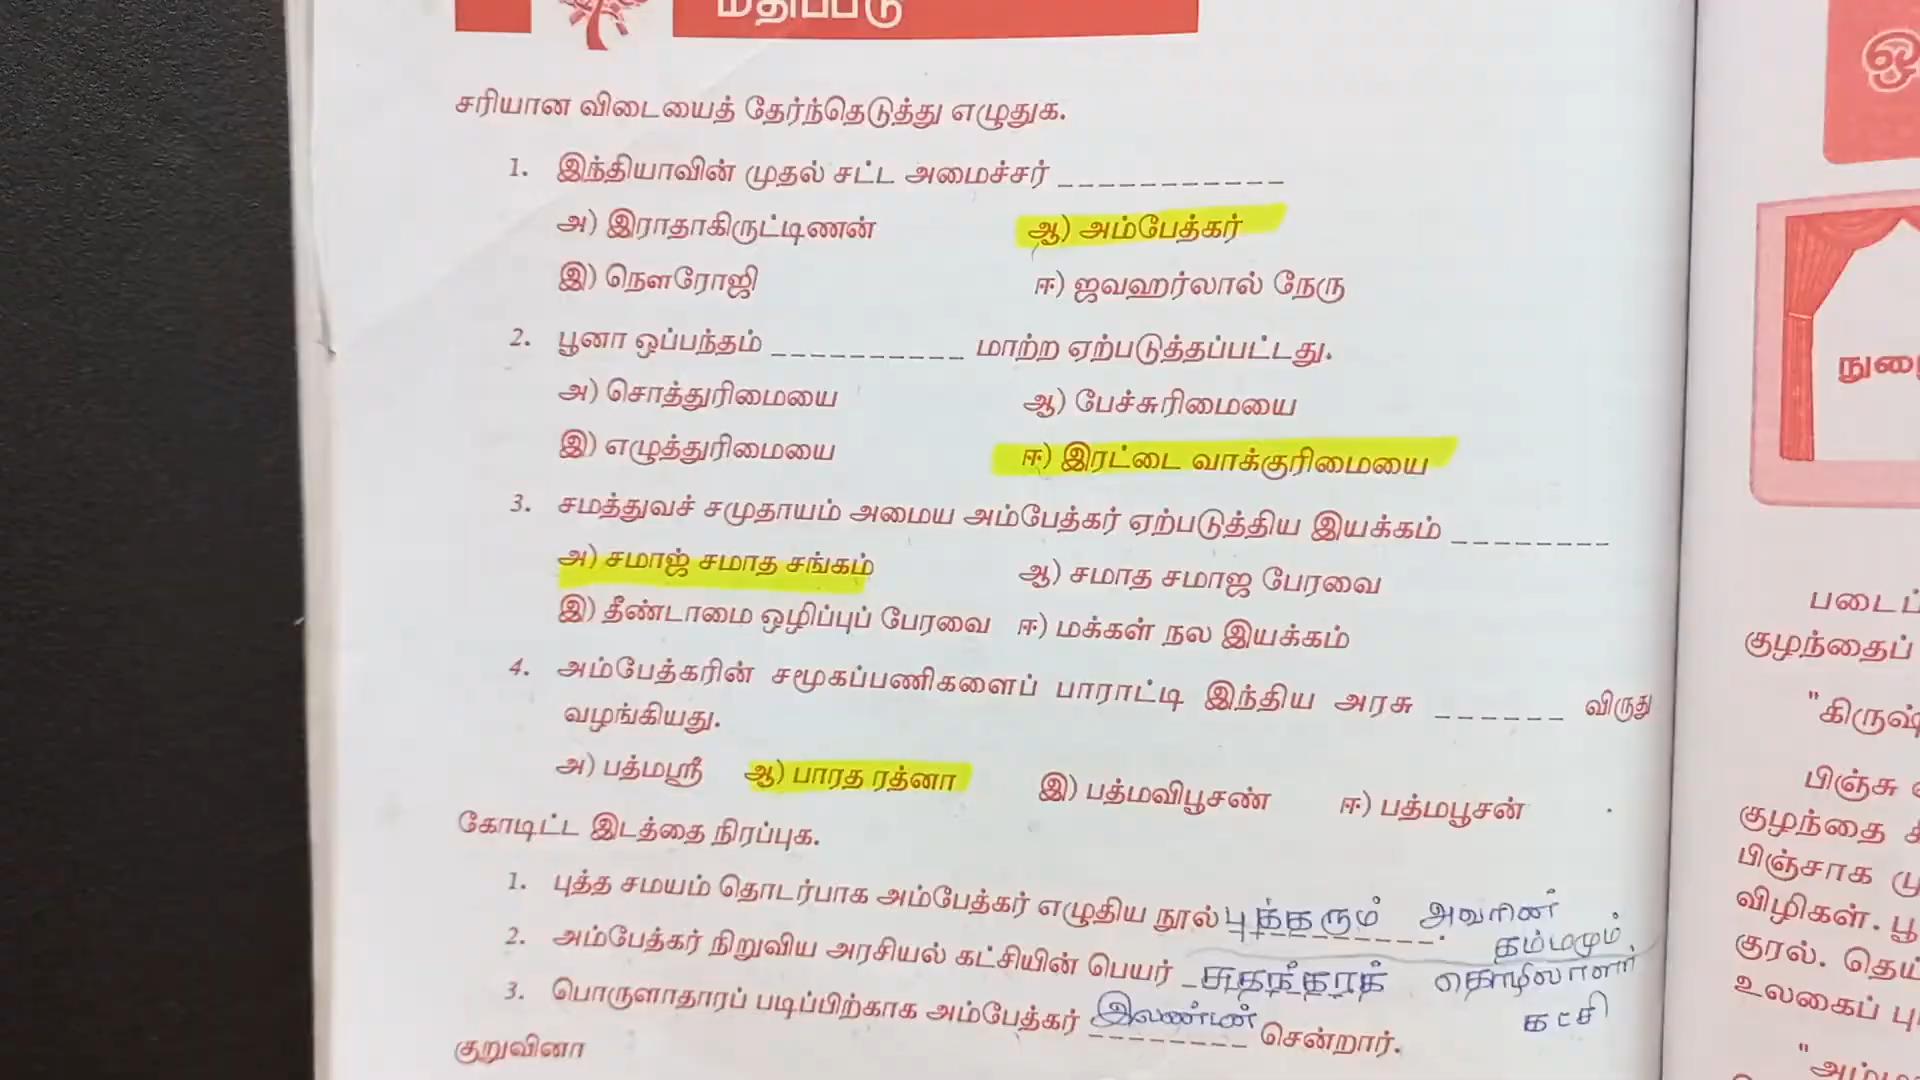 மதிப்பீடு
சரியான விடையைத் தேர்ந்தெடுத்து எழுதுக.
1. இந்தியாவின் முதல் சட்ட அமைச்சர் ___________
அ) இராதாகிருட்டிணன் ஆ) அம்பேத்கர்
இ) நௌரோஜி ஈ) ஜவஹர்லால் நேரு
2. பூனா ஒப்பந்தம் __________ மாற்ற ஏற்படுத்தப்பட்டது.
அ) சொத்துரிமையை ஆ) பேச்சுரிமையை
இ) எழுத்துரிமையை ஈ) இரட்டை வாக்குரிமையை
3. சமத்துவச் சமுதாயம் அமைய அம்பேத்கர் ஏற்படுத்திய இயக்கம் ________
அ) சமாஜ் சமாத சங்கம் ஆ) சமாத சமாஜ பேரவை
இ) தீண்டாமை ஒழிப்புப் பேரவை ஈ) மக்கள் நல இயக்கம்
4. அம்பேத்கரின் சமூகப்பணிகளைப் பாராட்டி இந்திய அரசு ______ விருது
வழங்கியது.
அ) பத்மஸ்ரீ ஆ) பாரத ரத்னா இ) பத்மவிபூசண் ஈ) பத்மபூசன்
கோடிட்ட இடத்தை நிரப்புக.
1. புத்த சமயம் தொடர்பாக அம்பேத்கர் எழுதிய நூல் புத்தரும் அவரின்
தம்மமும்.
2. அம்பேத்கர் நிறுவிய அரசியல் கட்சியின் பெயர் சுதந்தரத் தொழிலாளர்
கட்சி
3. பொருளாதாரப் படிப்பிற்காக அம்பேத்கர் இலண்டன் சென்றார்.
குறுவினா
ஒ
நுழை
குழந்தைப்
"கிருஷ்
பிஞ்சு
குழந்தை
பிஞ்சாக
விழிகள்.
குரல்.
உலகைப்